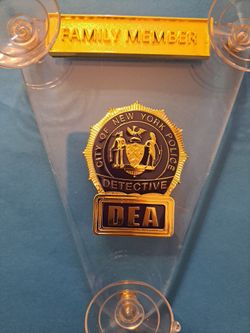 FAMILY MEMBER
CITY OF NEW YORK POLICE
DETECTIVE
DEA